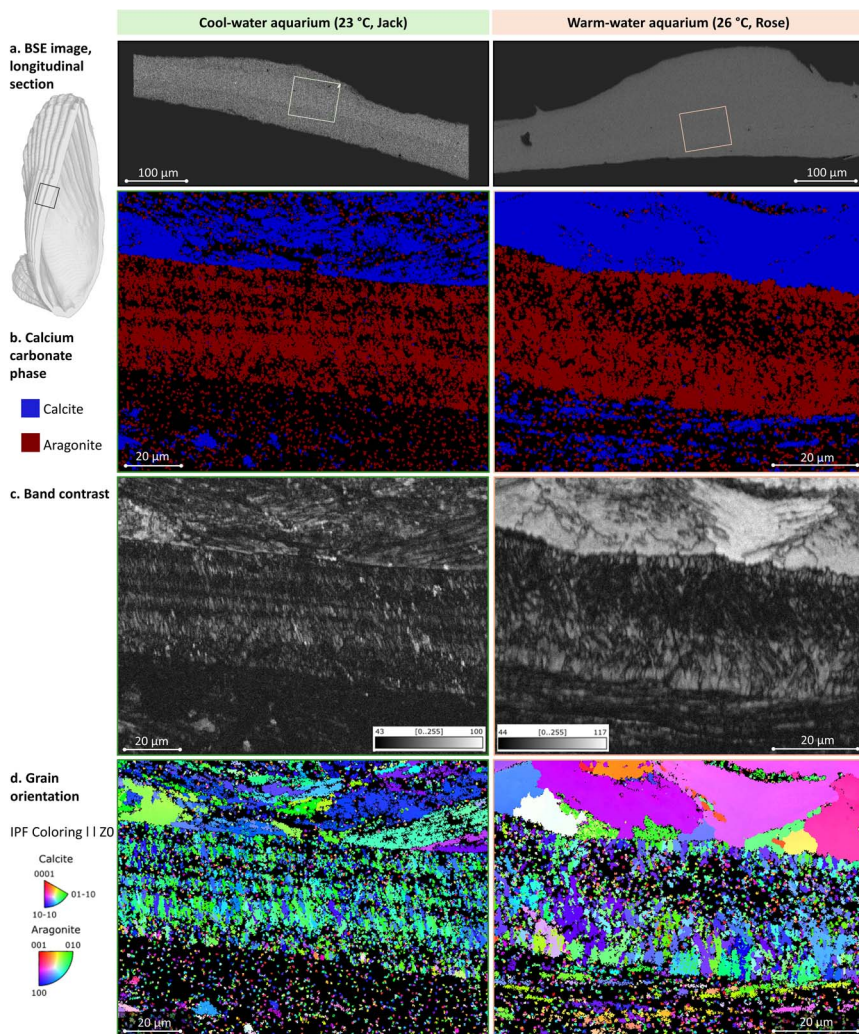 Cool-water aquarium (23 °C, Jack)
Warm-water aquarium (26 °C, Rose)
a. BSE image,
longitudinal
section
100 µm
100 µm
b. Calcium
carbonate
phase
Calcite
Aragonite
20 µm
20 µm
c. Band contrast
43 [0..255] 100
44 [0..255] 117
20 µm
20 µm
d. Grain
orientation
IPF Coloring l l Z0
Calcite
0001
01-10
10-10
Aragonite
001 010
100
20 µm
20 µm